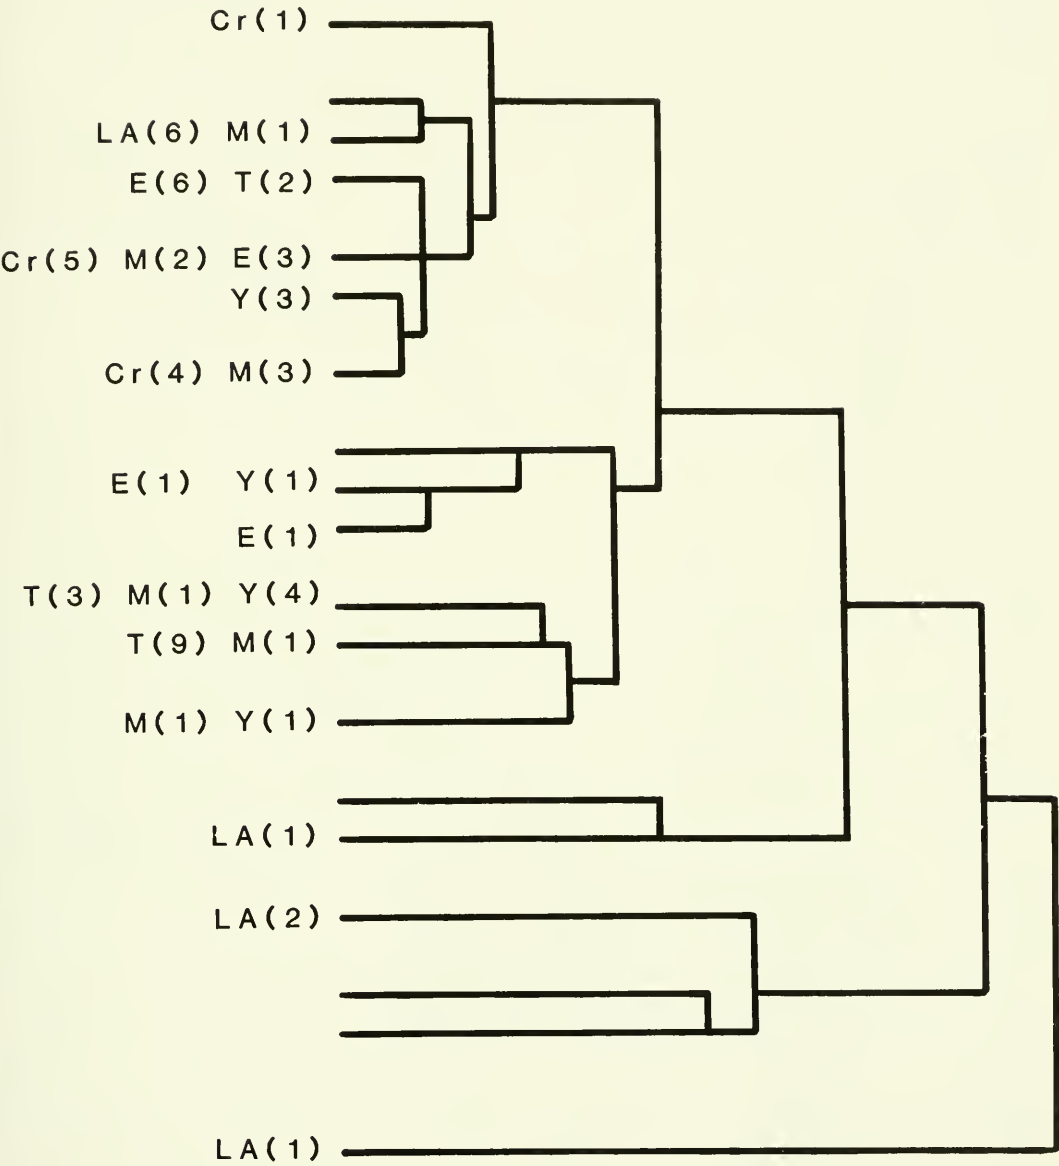 Cr(1)
LA(6) M(1)
E(6) T(2)
Cr(5) M(2) E(3)
Y(3)
Cr(4) M(3)
E(1) Y(1)
E(1)
T(3) M(1) Y(4)
T(9) M(1)
M(1) Y(1)
LA(1)
LA(2)
LA(1)